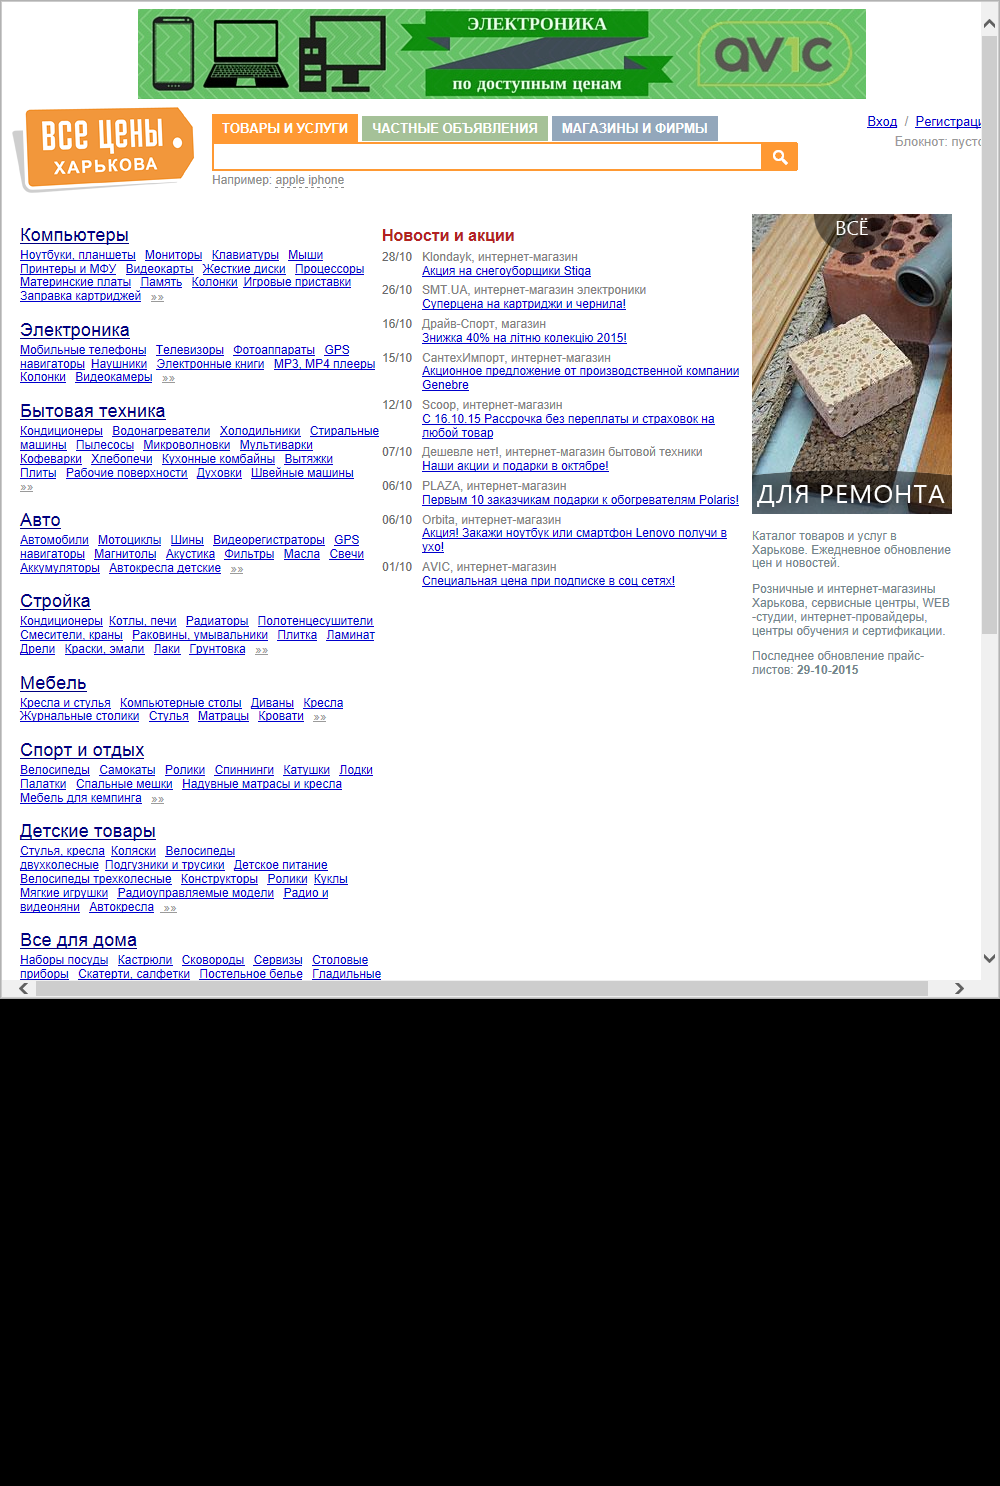 ЭЛЕКТРОНИКА
по доступным ценам
AV1C
ВСЕ ЦЕНЫ
ХАРЬКОВА
ТОВАРЫ И УСЛУГИ ЧАСТНЫЕ ОБЪЯВЛЕНИЯ МАГАЗИНЫ И ФИРМЫ
Вход / Регистраци
Блокнот: пусто
Например: apple iphone
Компьютеры
Ноутбуки, планшеты Мониторы Клавиатуры Мыши
Принтеры и МФУ Видеокарты Жесткие диски Процессоры
Материнские платы Память Колонки Игровые приставки
Заправка картриджей »»
Электроника
Мобильные телефоны Телевизоры Фотоаппараты GPS
навигаторы Наушники Электронные книги MP3, MP4 плееры
Колонки Видеокамеры »»
Бытовая техника
Кондиционеры Водонагреватели Холодильники Стиральные
машины Пылесосы Микроволновки Мультиварки
Кофеварки Хлебопечи Кухонные комбайны Вытяжки
Плиты Рабочие поверхности Духовки Швейные машины
»»
Авто
Автомобили Мотоциклы Шины Видеорегистраторы GPS
навигаторы Магнитолы Акустика Фильтры Масла Свечи
Аккумуляторы Автокресла детские »»
Стройка
Кондиционеры Котлы, печи Радиаторы Полотенцесушители
Смесители, краны Раковины, умывальники Плитка Ламинат
Дрели Краски, эмали Лаки Грунтовка »»
Мебель
Кресла и стулья Компьютерные столы Диваны Кресла
Журнальные столики Стулья Матрацы Кровати »»
Спорт и отдых
Велосипеды Самокаты Ролики Спиннинги Катушки Лодки
Палатки Спальные мешки Надувные матрасы и кресла
Мебель для кемпинга »»
Детские товары
Стулья, кресла Коляски Велосипеды
двухколесные Подгузники и трусики Детское питание
Велосипеды трехколесные Конструкторы Ролики Куклы
Мягкие игрушки Радиоуправляемые модели Радио и
видеоняни Автокресла »»
Все для дома
Наборы посуды Кастрюли Сковороды Сервизы Столовые
приборы Скатерти, салфетки Постельное белье Гладильные
Новости и акции
28/10 Klondayk, интернет-магазин
Акция на снегоуборщики Stiga
26/10 SMT.UA, интернет-магазин электроники
Суперцена на картриджи и чернила!
16/10 Драйв-Спорт, магазин
Знижка 40% на літню колекцію 2015!
15/10 СантехИмпорт, интернет-магазин
Акционное предложение от производственной компании
Genebre
12/10 Scoop, интернет-магазин
С 16.10.15 Рассрочка без переплаты и страховок на
любой товар
07/10 Дешевле нет!, интернет-магазин бытовой техники
Наши акции и подарки в октябре!
06/10 PLAZA, интернет-магазин
Первым 10 заказчикам подарки к обогревателям Polaris!
06/10 Orbita, интернет-магазин
Акция! Закажи ноутбук или смартфон Lenovo получи в
ухо!
01/10 AVIC, интернет-магазин
Специальная цена при подписке в соц сетях!
ВСЁ
ДЛЯ РЕМОНТА
Каталог товаров и услуг в
Харькове. Ежедневное обновление
цен и новостей.
Розничные и интернет-магазины
Харькова, сервисные центры, WEB
-студии, интернет-провайдеры,
центры обучения и сертификации.
Последнее обновление прайс-
листов: 29-10-2015